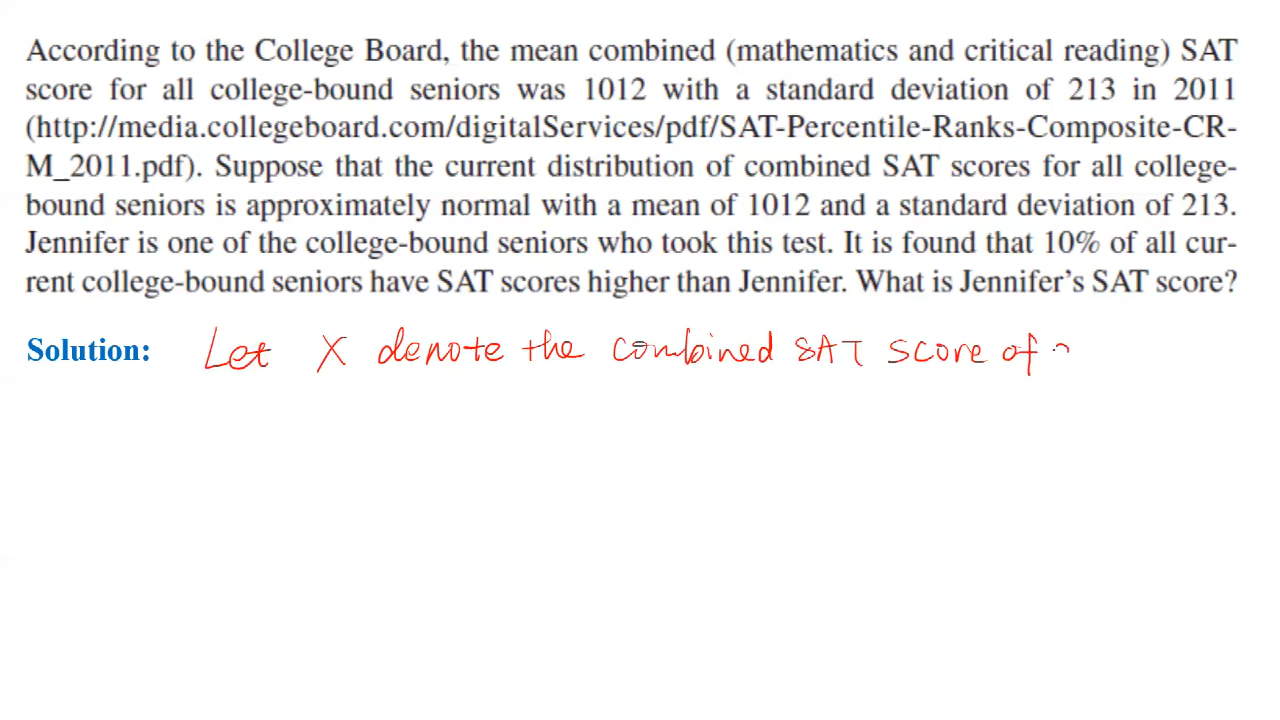 According to the College Board, the mean combined (mathematics and critical reading) SAT
score for all college-bound seniors was 1012 with a standard deviation of 213 in 2011
(http://media.collegeboard.com/digitalServices/pdf/SAT-Percentile-Ranks-Composite-CR-
M_2011.pdf). Suppose that the current distribution of combined SAT scores for all college-
bound seniors is approximately normal with a mean of 1012 and a standard deviation of 213.
Jennifer is one of the college-bound seniors who took this test. It is found that 10% of all cur-
rent college-bound seniors have SAT scores higher than Jennifer. What is Jennifer's SAT score?
Solution: Let X denote the combined SAT score of